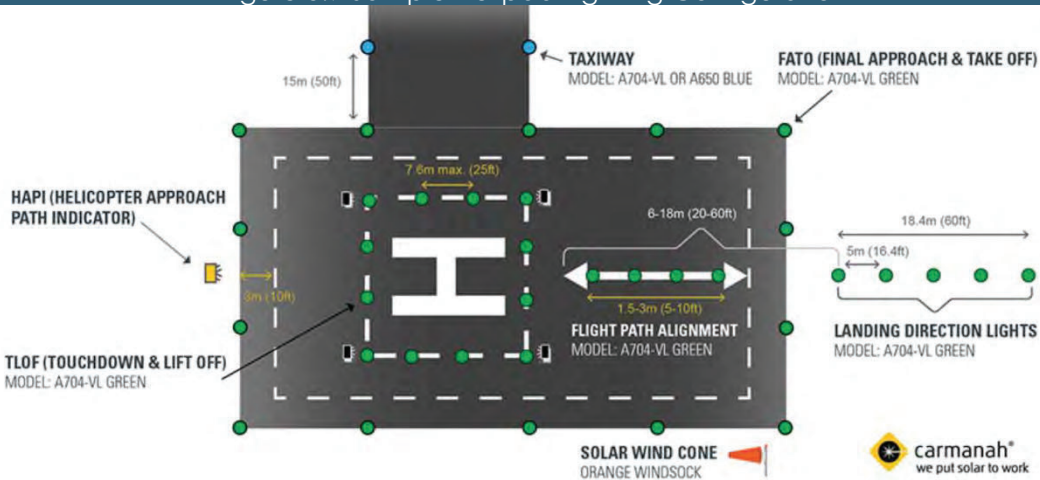 TAXIWAY
MODEL: A704-VL OR A650 BLUE
FATO (FINAL APPROACH & TAKE OFF)
MODEL: A704-VL GREEN
15m (50ft)
7.6m max. (25ft)
HAPI (HELICOPTER APPROACH
PATH INDICATOR)
6-18m (20-60ft)
18.4m (60ft)
5m (16.4ft)
3m (10ft)
H
1.5-3m (5-10ft)
FLIGHT PATH ALIGNMENT
MODEL: A704-VL GREEN
LANDING DIRECTION LIGHTS
MODEL: A704-VL GREEN
TLOF (TOUCHDOWN & LIFT OFF)
MODEL: A704-VL GREEN
SOLAR WIND CONE
ORANGE WINDSOCK
carmanah®
we put solar to work